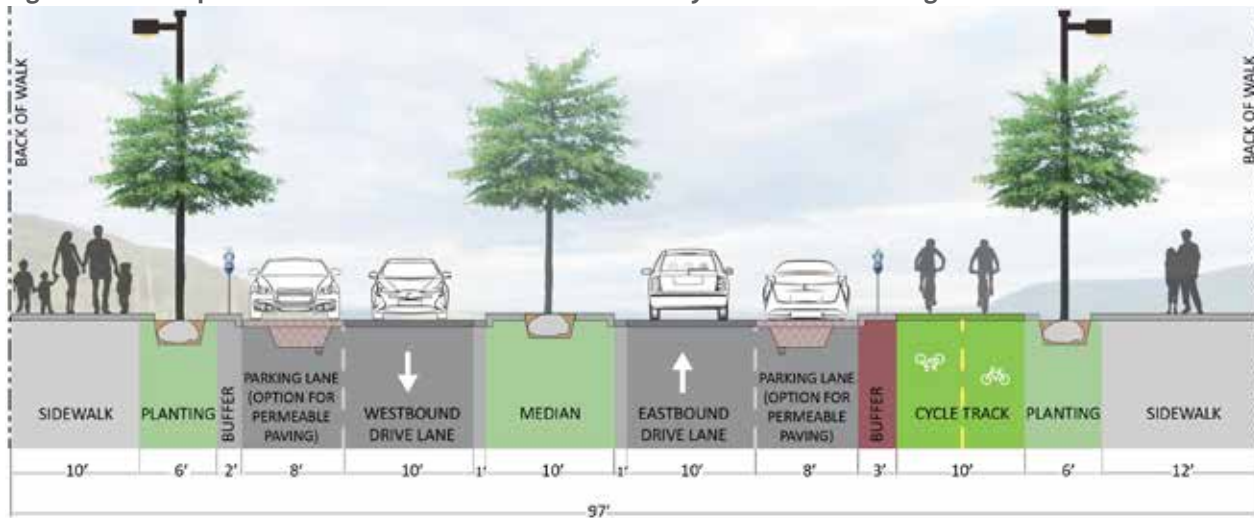 BACK OF WALK
BACK OF WALK
SIDEWALK
PLANTING
BUFFER
PARKING LANE
(OPTION FOR
PERMEABLE
PAVING)
WESTBOUND
DRIVE LANE
MEDIAN
EASTBOUND
DRIVE LANE
PARKING LANE
(OPTION FOR
PERMEABLE
PAVING)
BUFFER
CYCLE TRACK
PLANTING
SIDEWALK
10' 6' 2' 8' 10' 1' 10' 1' 10' 8' 3' 10' 6' 12'
97'